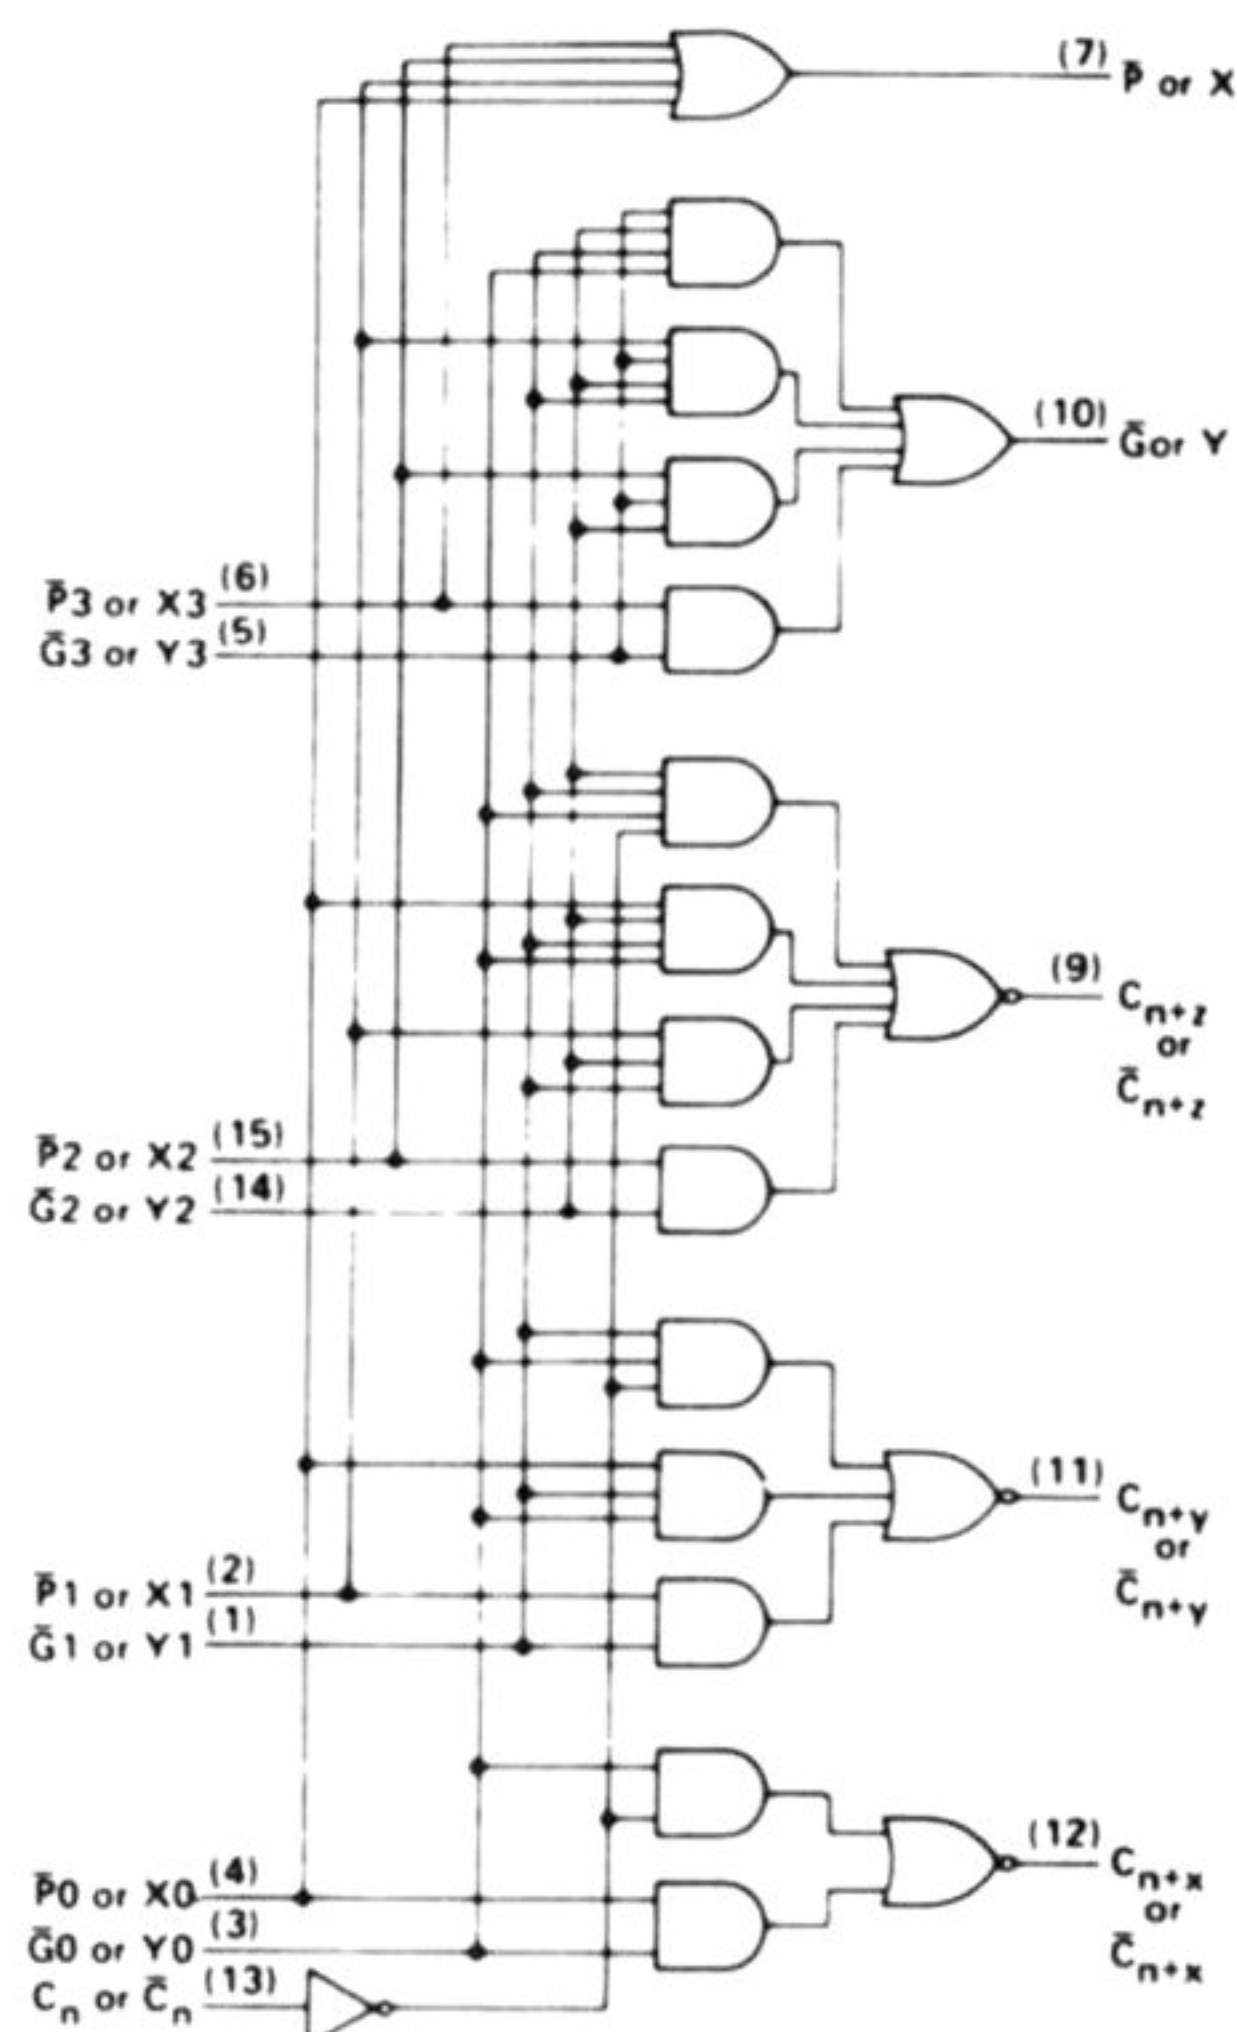 (7) P̄ or X
(10) Ḡ or Y
P̄3 or X3 (6)
Ḡ3 or Y3 (5)
(9) Cn+z
or
C̄n+z
P̄2 or X2 (15)
Ḡ2 or Y2 (14)
(11) Cn+y
or
C̄n+y
P̄1 or X1 (2)
Ḡ1 or Y1 (1)
(12) Cn+x
or
C̄n+x
P̄0 or X0 (4)
Ḡ0 or Y0 (3)
Cn or C̄n (13)